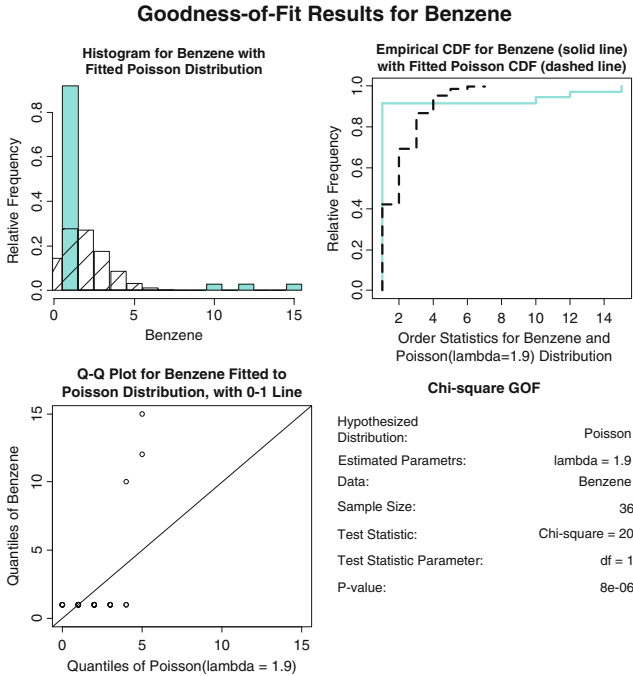 Goodness-of-Fit Results for Benzene
Histogram for Benzene with
Fitted Poisson Distribution
Relative Frequency
0.0
0.2
0.4
0.6
0.8
0
5
10
15
Benzene
Empirical CDF for Benzene (solid line)
with Fitted Poisson CDF (dashed line)
Relative Frequency
0.0
0.2
0.4
0.6
0.8
1.0
2
4
6
8
10
12
14
Order Statistics for Benzene and
Poisson(lambda=1.9) Distribution
Q-Q Plot for Benzene Fitted to
Poisson Distribution, with 0-1 Line
Quantiles of Benzene
0
5
10
15
0
5
10
15
Quantiles of Poisson(lambda = 1.9)
Chi-square GOF
Hypothesized
Distribution: Poisson
Estimated Parametrs: lambda = 1.9
Data: Benzene
Sample Size: 36
Test Statistic: Chi-square = 20
Test Statistic Parameter: df = 1
P-value: 8e-06